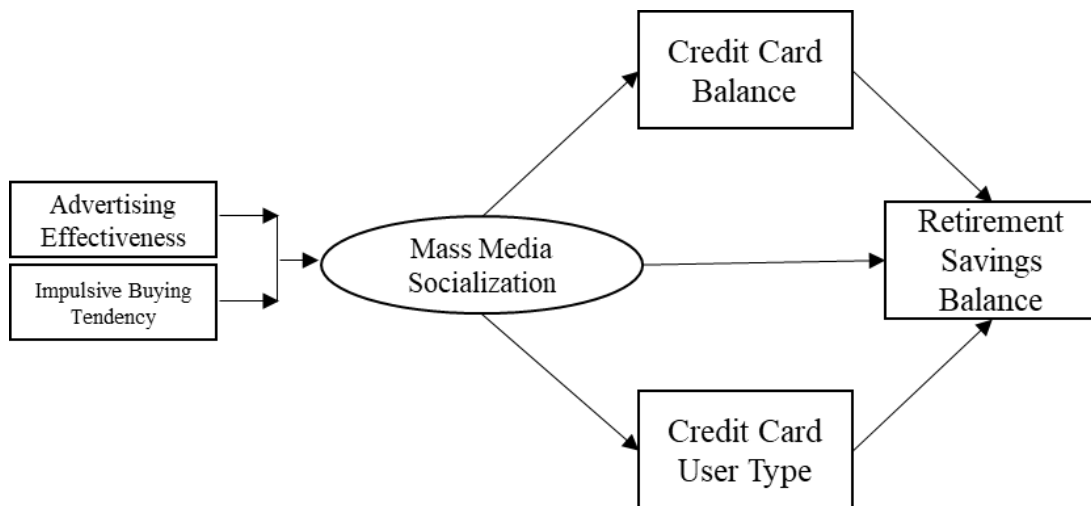 Credit Card
Balance
Advertising
Effectiveness
Impulsive Buying
Tendency
Mass Media
Socialization
Retirement
Savings
Balance
Credit Card
User Type